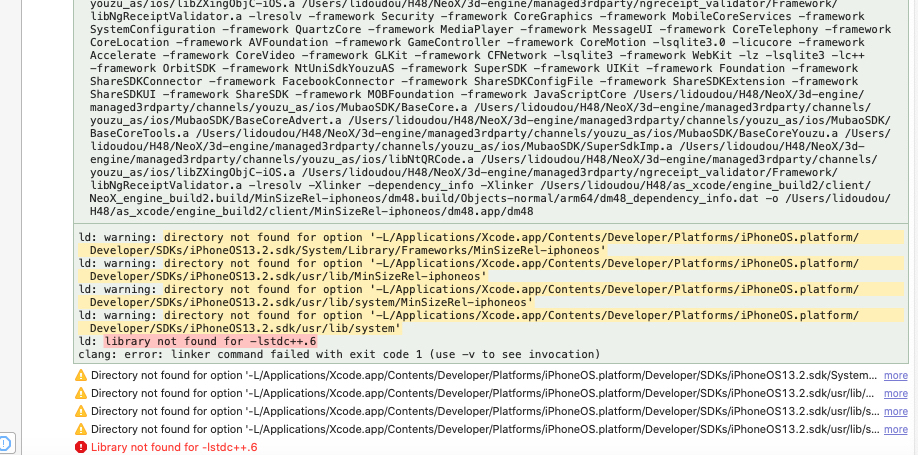 youzu_as/ios/libZXingObjC-iOS.a /Users/lidoudou/H48/NeoX/3d-engine/managed3rdparty/ngreceipt_validator/Framework/
libNgReceiptValidator.a -lresolv -framework Security -framework CoreGraphics -framework MobileCoreServices -framework
SystemConfiguration -framework QuartzCore -framework MediaPlayer -framework MessageUI -framework CoreTelephony -framework
CoreLocation -framework AVFoundation -framework GameController -framework CoreMotion -lsqlite3.0 -licucore -framework
Accelerate -framework CoreVideo -framework GLKit -framework CFNetwork -lsqlite3 -framework WebKit -lz -lsqlite3 -lc++
-framework OrbitSDK -framework NtUniSdkYouzuAS -framework SuperSDK -framework UIKit -framework Foundation -framework
ShareSDKConnector -framework FacebookConnector -framework ShareSDKConfigFile -framework ShareSDKExtension -framework
ShareSDKUI -framework ShareSDK -framework MOBFoundation -framework JavaScriptCore /Users/lidoudou/H48/NeoX/3d-engine/
managed3rdparty/channels/youzu_as/ios/MubaoSDK/BaseCore.a /Users/lidoudou/H48/NeoX/3d-engine/managed3rdparty/channels/
youzu_as/ios/MubaoSDK/BaseCoreAdvert.a /Users/lidoudou/H48/NeoX/3d-engine/managed3rdparty/channels/youzu_as/ios/MubaoSDK/
BaseCoreTools.a /Users/lidoudou/H48/NeoX/3d-engine/managed3rdparty/channels/youzu_as/ios/MubaoSDK/BaseCoreYouzu.a /Users/
lidoudou/H48/NeoX/3d-engine/managed3rdparty/channels/youzu_as/ios/MubaoSDK/SuperSdkImp.a /Users/lidoudou/H48/NeoX/3d-
engine/managed3rdparty/channels/youzu_as/ios/libNtQRCode.a /Users/lidoudou/H48/NeoX/3d-engine/managed3rdparty/channels/
youzu_as/ios/libZXingObjC-iOS.a /Users/lidoudou/H48/NeoX/3d-engine/managed3rdparty/ngreceipt_validator/Framework/
libNgReceiptValidator.a -lresolv -Xlinker -dependency_info -Xlinker /Users/lidoudou/H48/as_xcode/engine_build2/client/
NeoX_engine_build2.build/MinSizeRel-iphoneos/dm48.build/Objects-normal/arm64/dm48_dependency_info.dat -o /Users/lidoudou/
H48/as_xcode/engine_build2/client/MinSizeRel-iphoneos/dm48.app/dm48
ld: warning: directory not found for option '-L/Applications/Xcode.app/Contents/Developer/Platforms/iPhoneOS.platform/
Developer/SDKs/iPhoneOS13.2.sdk/System/Library/Frameworks/MinSizeRel-iphoneos'
ld: warning: directory not found for option '-L/Applications/Xcode.app/Contents/Developer/Platforms/iPhoneOS.platform/
Developer/SDKs/iPhoneOS13.2.sdk/usr/lib/MinSizeRel-iphoneos'
ld: warning: directory not found for option '-L/Applications/Xcode.app/Contents/Developer/Platforms/iPhoneOS.platform/
Developer/SDKs/iPhoneOS13.2.sdk/usr/lib/system/MinSizeRel-iphoneos'
ld: warning: directory not found for option '-L/Applications/Xcode.app/Contents/Developer/Platforms/iPhoneOS.platform/
Developer/SDKs/iPhoneOS13.2.sdk/usr/lib/system'
ld: library not found for -lstdc++.6
clang: error: linker command failed with exit code 1 (use -v to see invocation)
Directory not found for option '-L/Applications/Xcode.app/Contents/Developer/Platforms/iPhoneOS.platform/Developer/SDKs/iPhoneOS13.2.sdk/System... more
Directory not found for option '-L/Applications/Xcode.app/Contents/Developer/Platforms/iPhoneOS.platform/Developer/SDKs/iPhoneOS13.2.sdk/usr/lib/... more
Directory not found for option '-L/Applications/Xcode.app/Contents/Developer/Platforms/iPhoneOS.platform/Developer/SDKs/iPhoneOS13.2.sdk/usr/lib/s... more
Directory not found for option '-L/Applications/Xcode.app/Contents/Developer/Platforms/iPhoneOS.platform/Developer/SDKs/iPhoneOS13.2.sdk/usr/lib/s... more
Library not found for -lstdc++.6